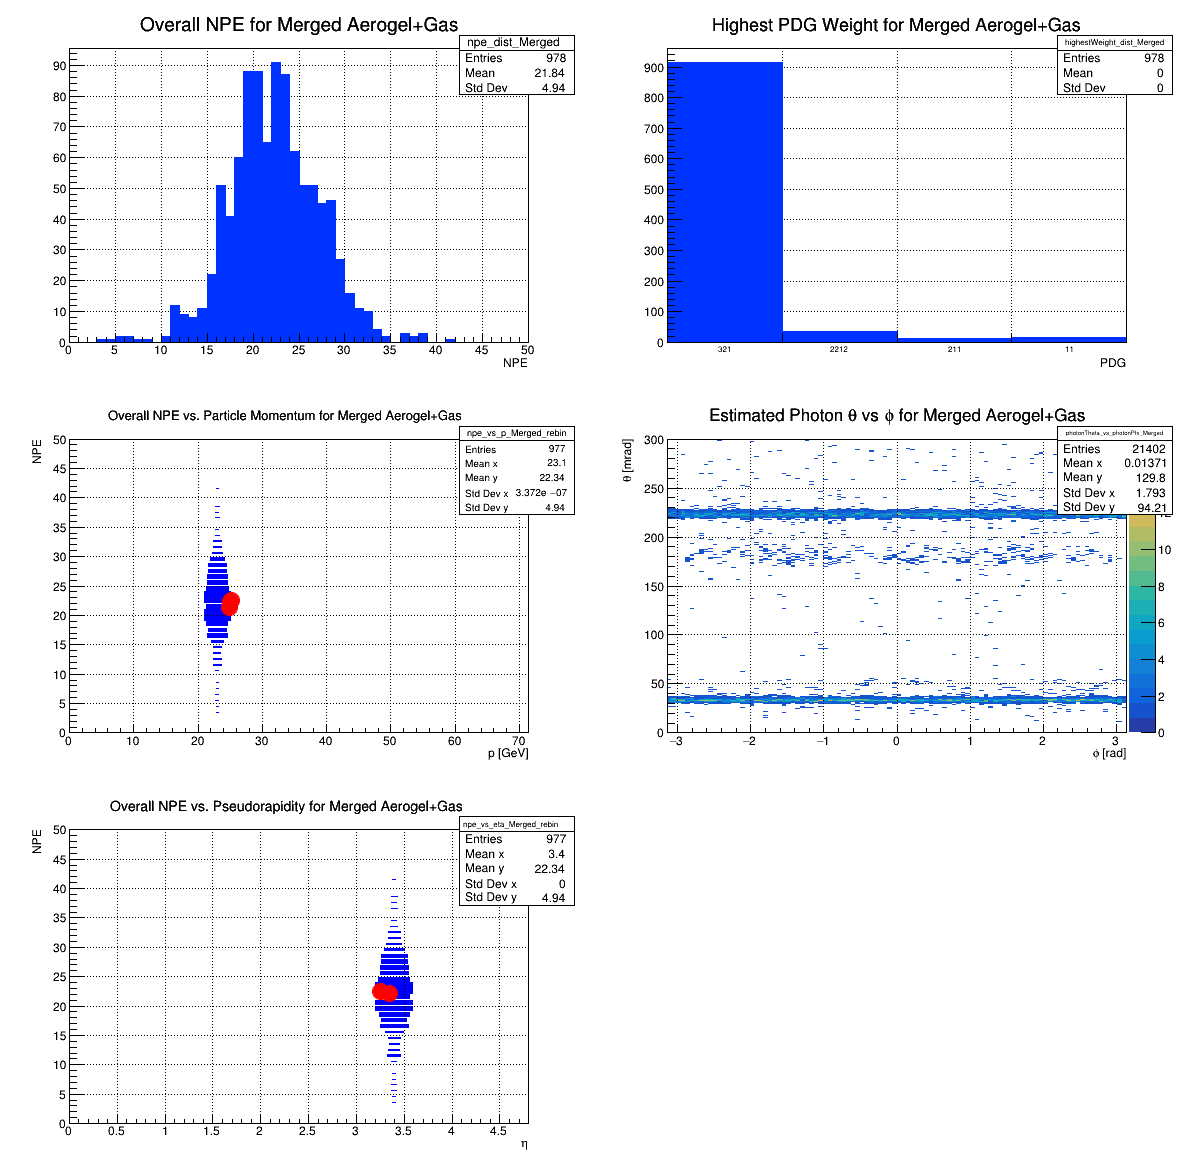 Overall NPE for Merged Aerogel+Gas
npe_dist_Merged
Entries 978
Mean 21.84
Std Dev 4.94
90
80
70
60
50
40
30
20
10
0
0 5 10 15 20 25 30 35 40 45 50
NPE
Highest PDG Weight for Merged Aerogel+Gas
highestWeight_dist_Merged
Entries 978
Mean 0
Std Dev 0
900
800
700
600
500
400
300
200
100
0
321 2212 211 11
PDG
Overall NPE vs. Particle Momentum for Merged Aerogel+Gas
npe_vs_p_Merged_rebin
Entries 977
Mean x 23.1
Mean y 22.34
Std Dev x 3.372e −07
Std Dev y 4.94
NPE
50
45
40
35
30
25
20
15
10
5
0
0 10 20 30 40 50 60 70
p [GeV]
Estimated Photon θ vs ϕ for Merged Aerogel+Gas
photonTheta_vs_photonPhi_Merged
Entries 21402
Mean x 0.01371
Mean y 129.8
Std Dev x 1.793
Std Dev y 94.21
θ [mrad]
300
250
200
150
100
50
0
−3 −2 −1 0 1 2 3
ϕ [rad]
10
8
6
4
2
0
Overall NPE vs. Pseudorapidity for Merged Aerogel+Gas
npe_vs_eta_Merged_rebin
Entries 977
Mean x 3.4
Mean y 22.34
Std Dev x 0
Std Dev y 4.94
NPE
50
45
40
35
30
25
20
15
10
5
0
0 0.5 1 1.5 2 2.5 3 3.5 4 4.5
η